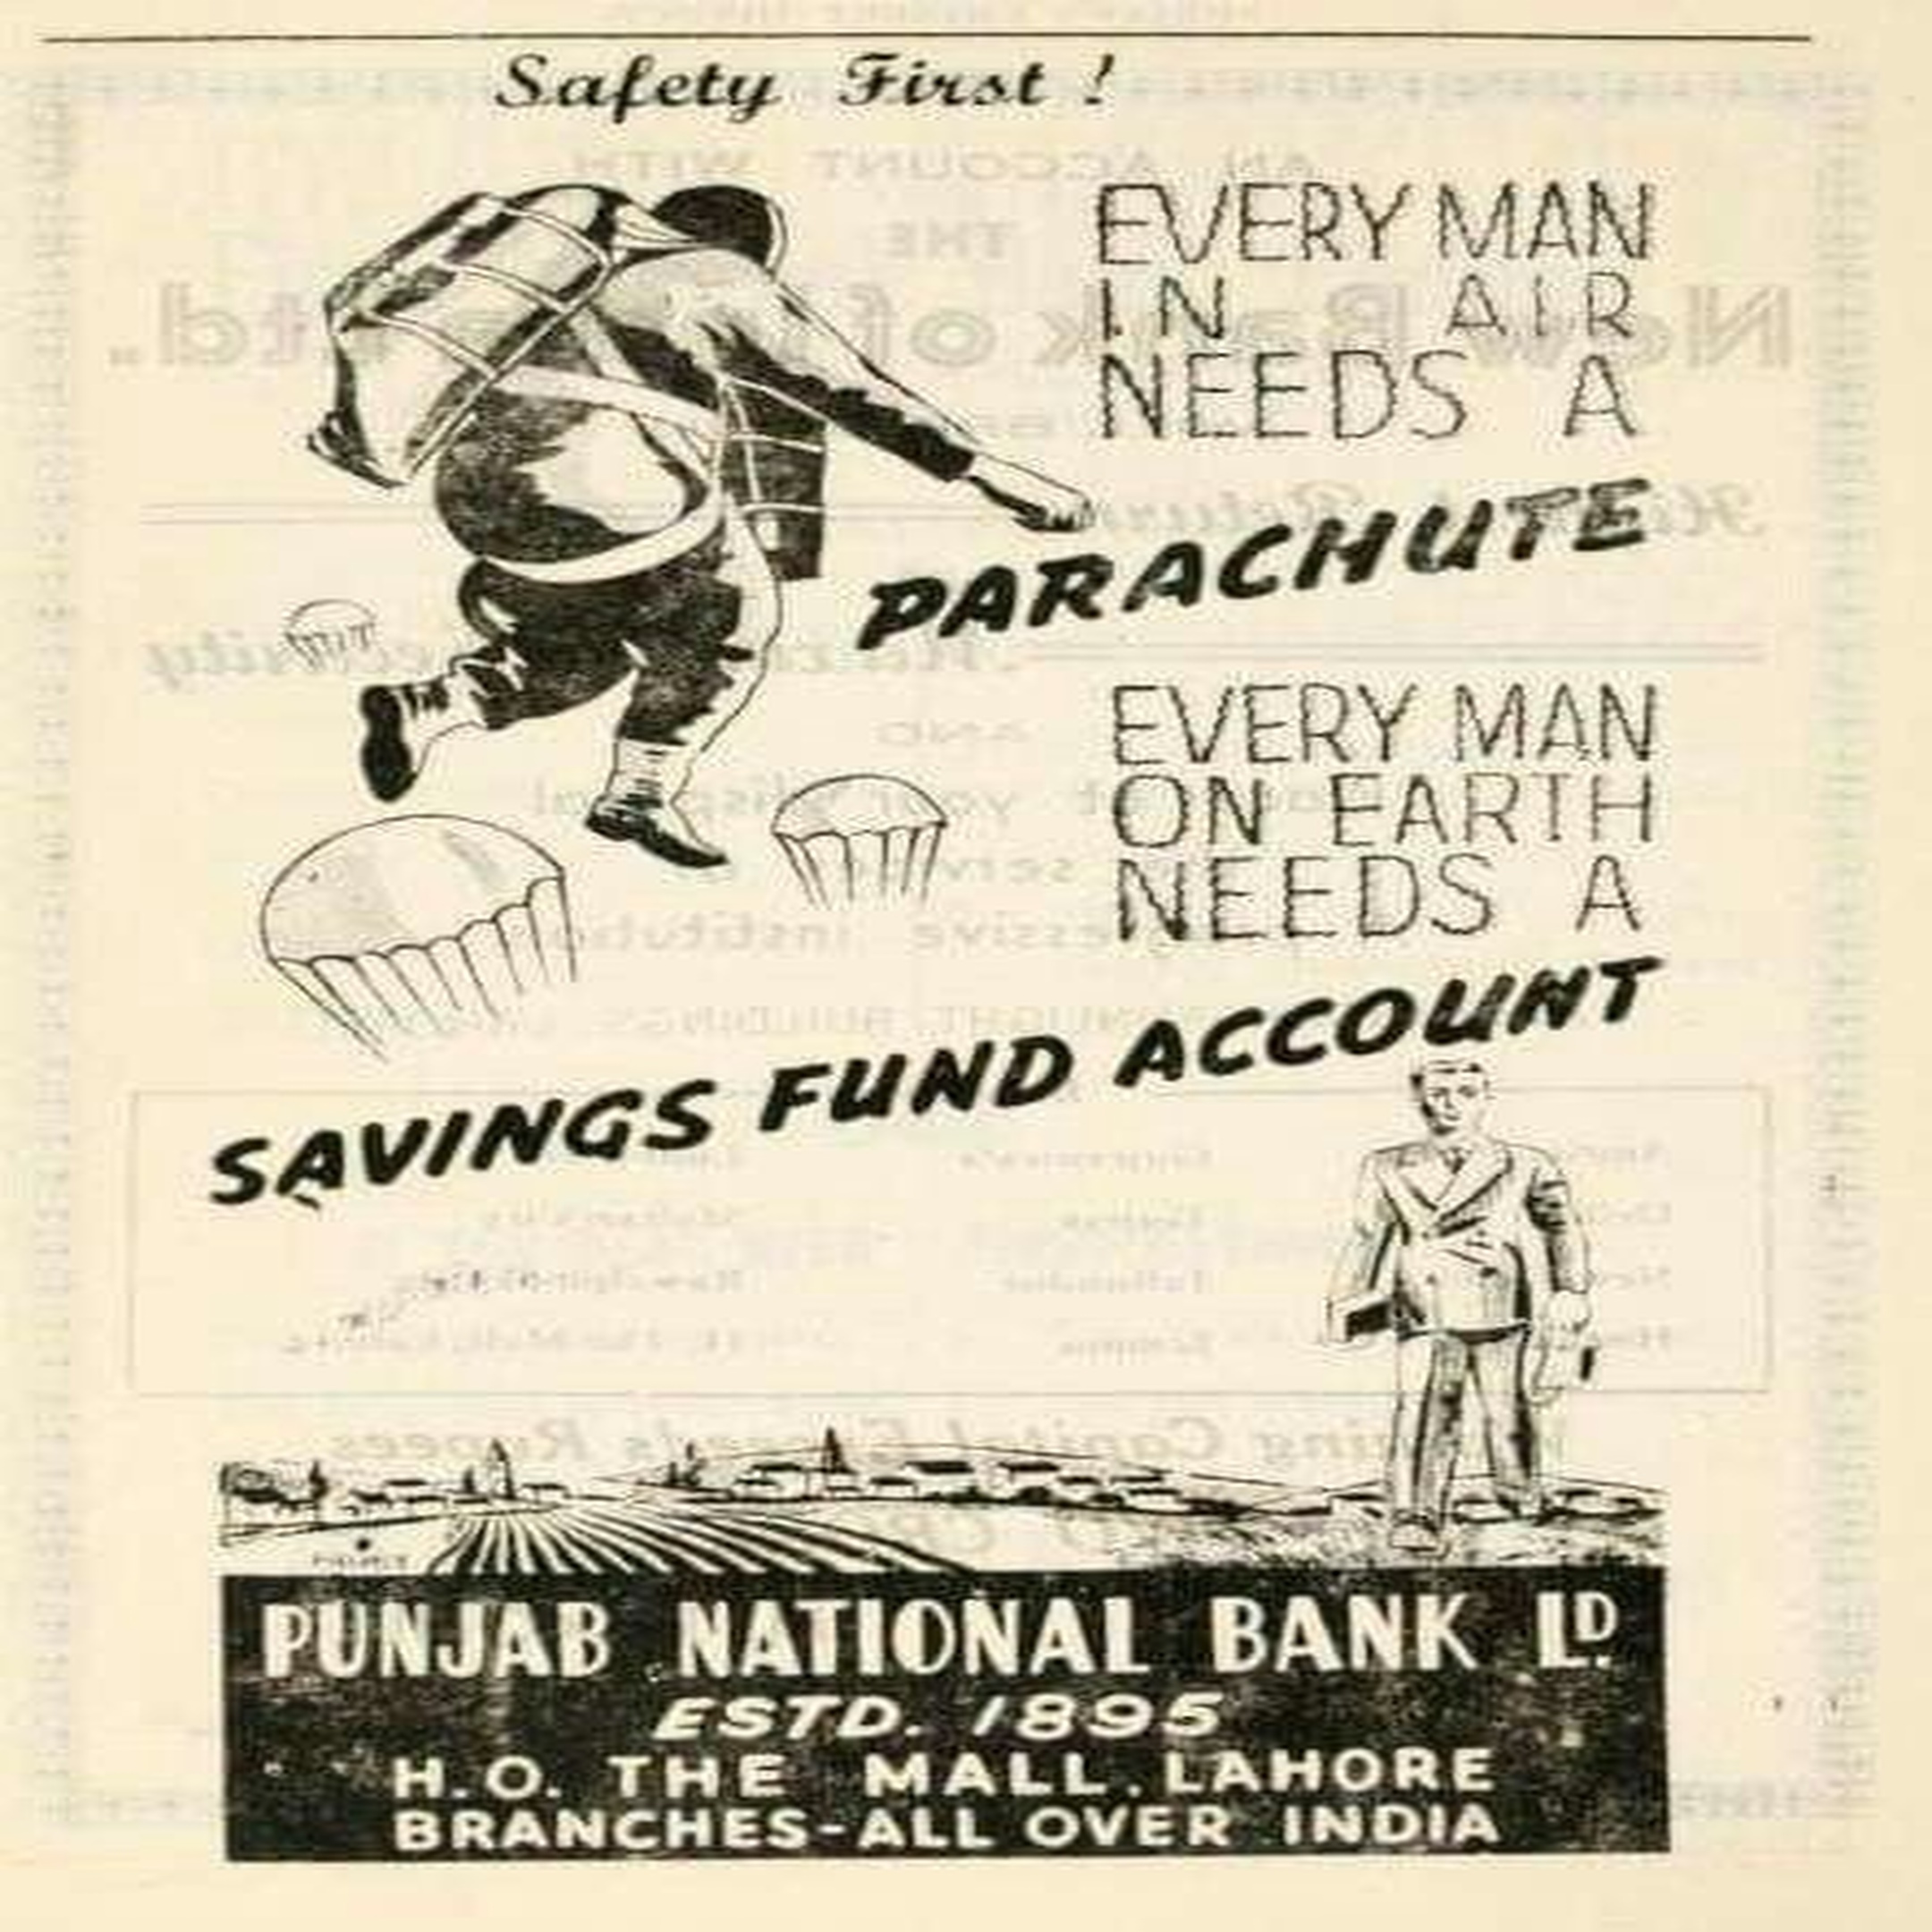 Safety First !
EVERY MAN
IN AIR
NEEDS A
PARACHUTE
EVERY MAN
ON EARTH
NEEDS A
SAVINGS FUND ACCOUNT
PUNJAB NATIONAL BANK LD.
ESTD. 1895
H.O. THE MALL. LAHORE
BRANCHES-ALL OVER INDIA